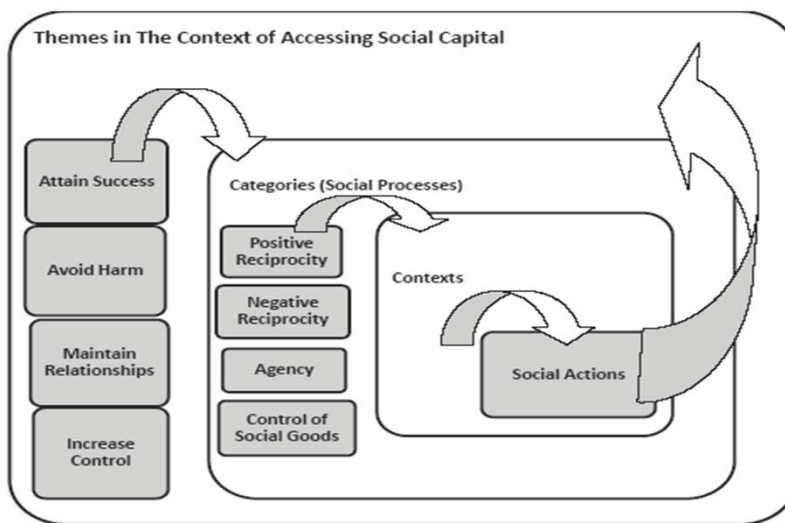 Themes in The Context of Accessing Social Capital
Attain Success
Avoid Harm
Maintain
Relationships
Increase
Control
Categories (Social Processes)
Positive
Reciprocity
Negative
Reciprocity
Agency
Control of
Social Goods
Contexts
Social Actions